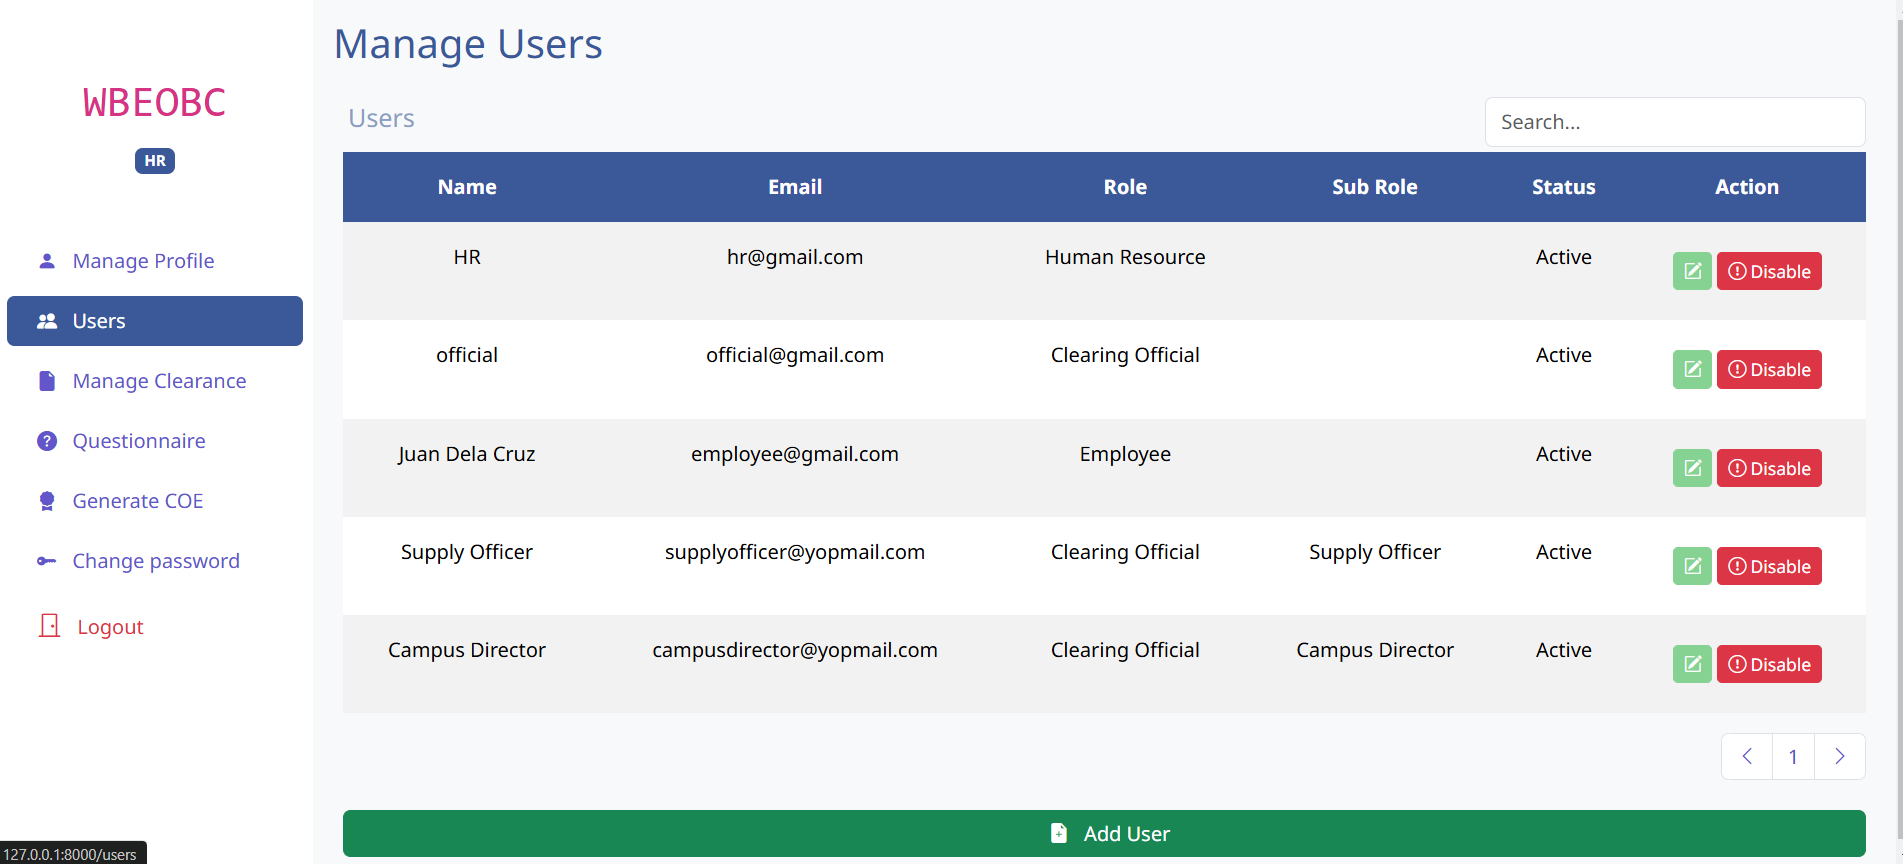 WBEOBC
HR
Manage Profile
Users
Manage Clearance
Questionnaire
Generate COE
Change password
Logout
127.0.0.1:8000/users
Manage Users
Users
Search...
Name Email Role Sub Role Status Action
HR hr@gmail.com Human Resource Active Disable
official official@gmail.com Clearing Official Active Disable
Juan Dela Cruz employee@gmail.com Employee Active Disable
Supply Officer supplyofficer@yopmail.com Clearing Official Supply Officer Active Disable
Campus Director campusdirector@yopmail.com Clearing Official Campus Director Active Disable
1
Add User